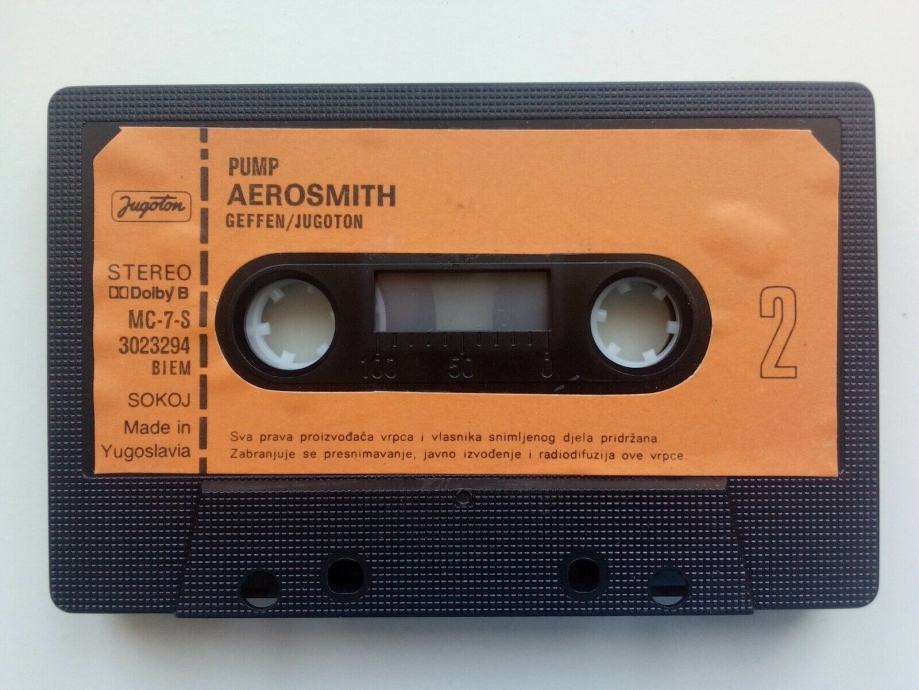 PUMP
AEROSMITH
GEFFEN/JUGOTON
Jugoton
STEREO
Dolby B
MC-7-S
3023294
BIEM
SOKOJ
Made in
Yugoslavia
100 50 0
2
Sva prava proizvođača vrpca i vlasnika snimljenog djela pridržana.
Zabranjuje se presnimavanje, javno izvođenje i radiodifuzija ove vrpce.